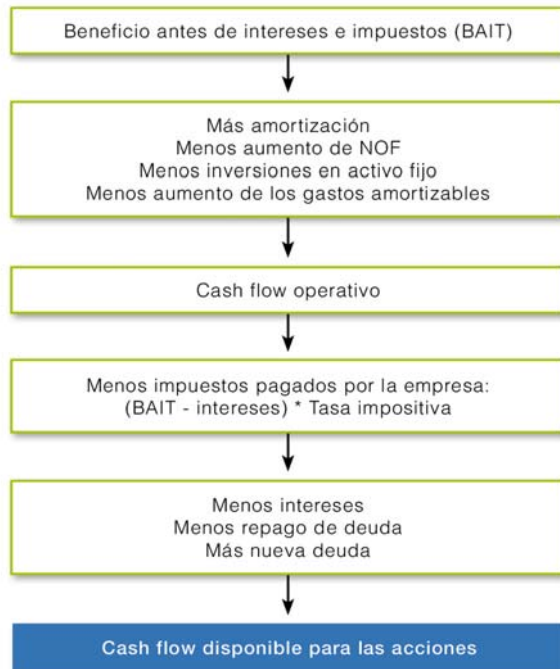 Beneficio antes de intereses e impuestos (BAIT)
Más amortización
Menos aumento de NOF
Menos inversiones en activo fijo
Menos aumento de los gastos amortizables
Cash flow operativo
Menos impuestos pagados por la empresa:
(BAIT - intereses) * Tasa impositiva
Menos intereses
Menos repago de deuda
Más nueva deuda
Cash flow disponible para las acciones